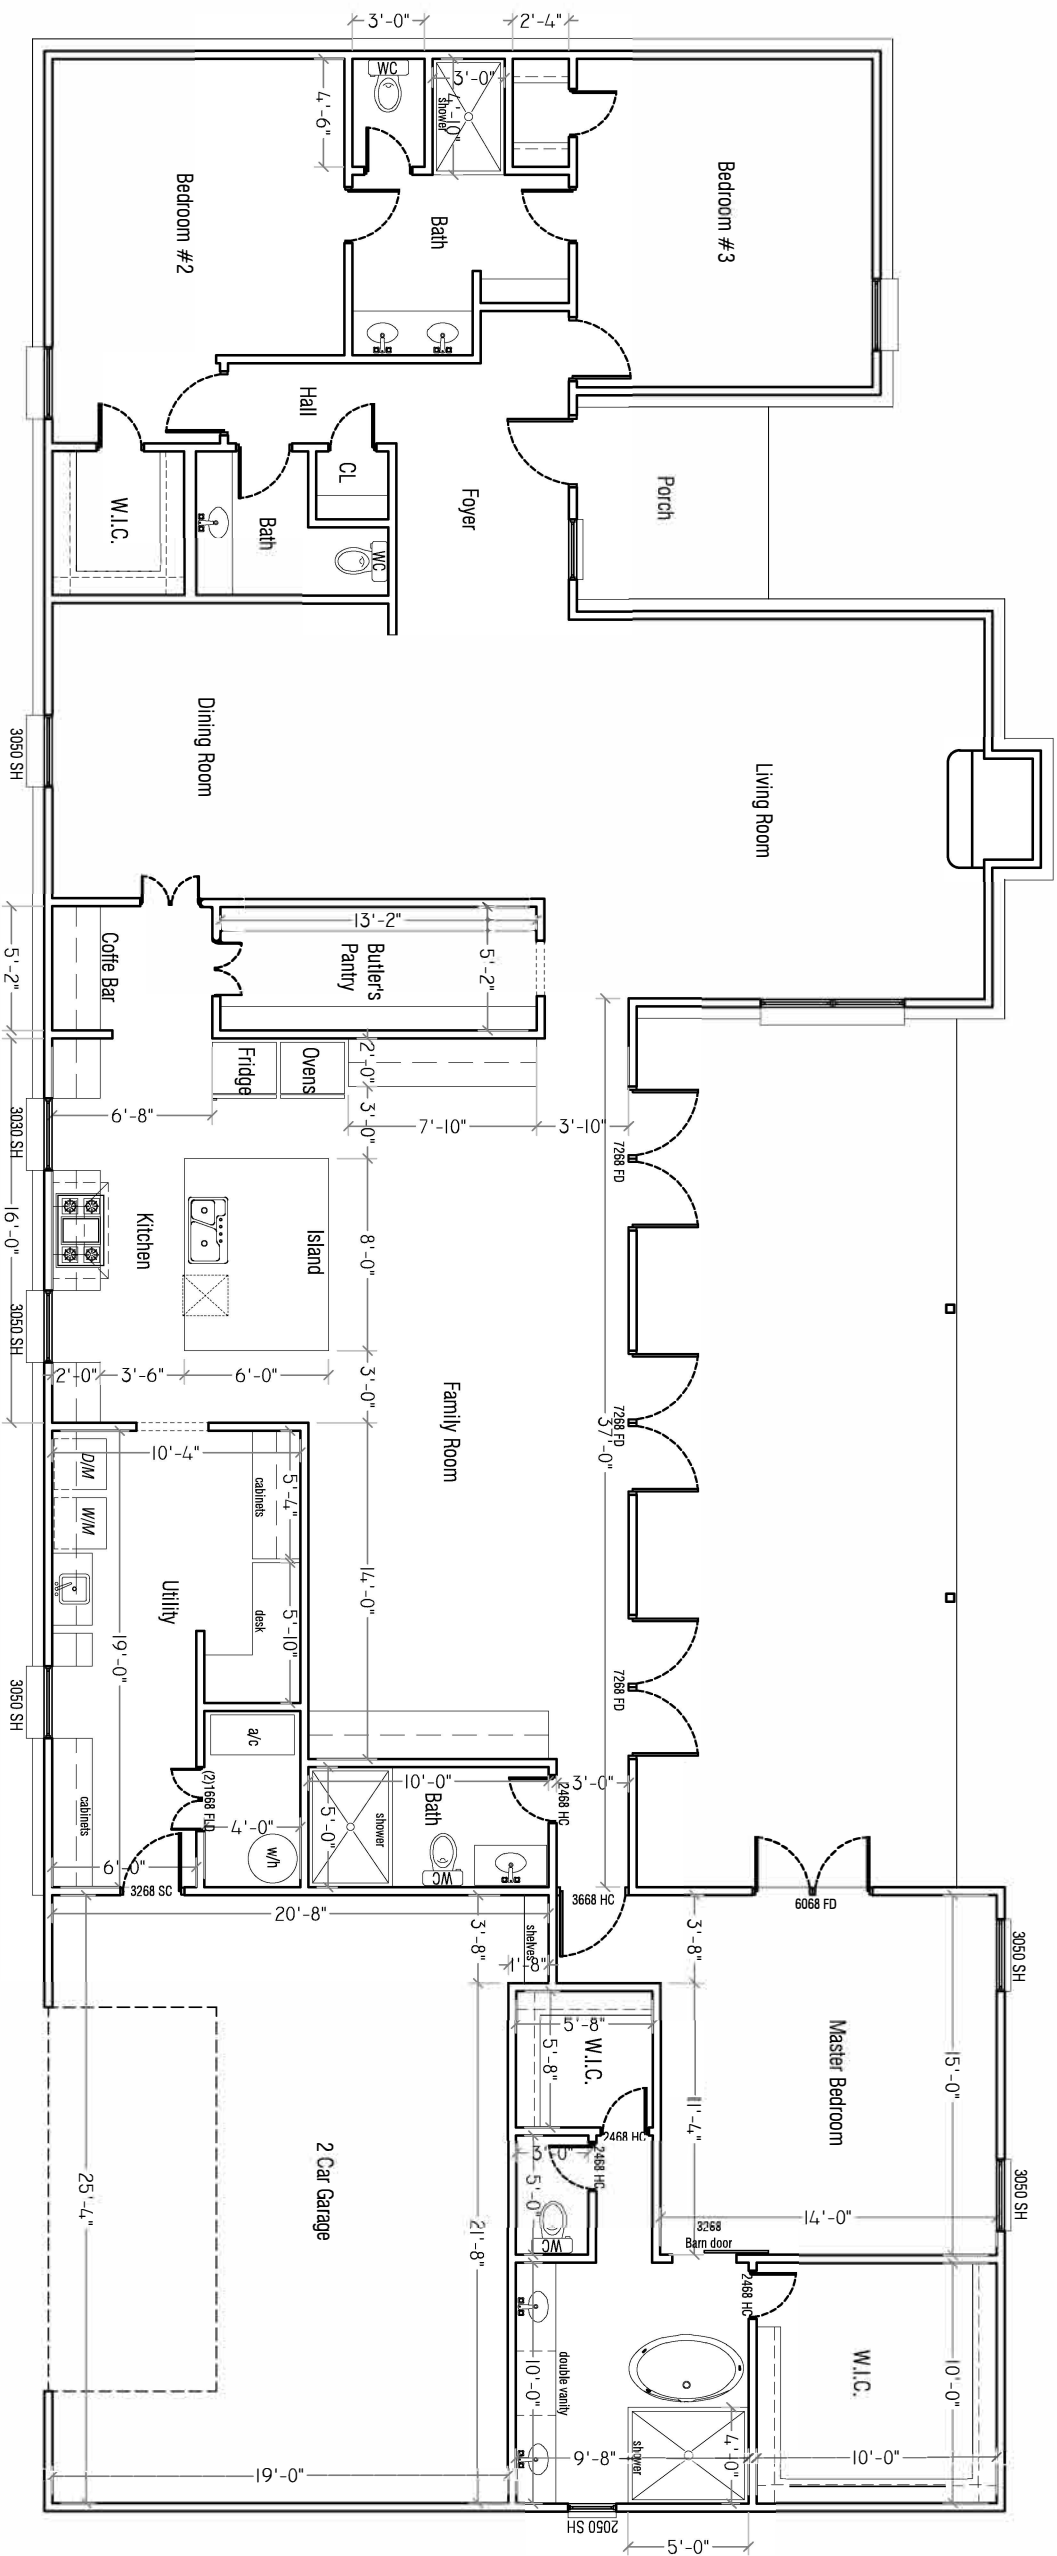 3'-0"
2'-4"
WC
3'-0"
shower
4'-10"
4'-6"
Bedroom #2
Bath
Bedroom #3
Hall
CL
W.I.C.
Bath
WC
Foyer
Porch
Dining Room
Living Room
3050 SH
13'-2"
5'-2"
Butler's
Pantry
Coffe Bar
5'-2"
Fridge
Ovens
2'-0"
3'-0"
6'-8"
7'-10"
3'-10"
3030 SH
7268 FD
16'-0"
Kitchen
Island
8'-0"
3050 SH
2'-0"
3'-6"
6'-0"
3'-0"
Family Room
7268 FD
37'-0"
10'-4"
D/M
W/M
cabinets
5'-4"
Utility
desk
5'-10"
14'-0"
19'-0"
3050 SH
7268 FD
a/c
(2)1668 FLD
4'-0"
w/h
cabinets
6'-0"
3268 SC
10'-0"
5'-0"
shower
Bath
WC
2468 HC
3'-0"
3668 HC
6068 FD
20'-8"
shelves
3'-8"
1'-8"
3'-8"
3050 SH
5'-8"
5'-8"
W.I.C.
Master Bedroom
15'-0"
11'-4"
2468 HC
3'-0"
2468 HC
5'-0"
WC
2 Car Garage
25'-4"
21'-8"
14'-0"
3268
Barn door
3050 SH
2468 HC
W.I.C.
double vanity
10'-0"
10'-0"
shower
4'-0"
9'-8"
10'-0"
19'-0"
2050 SH
5'-0"